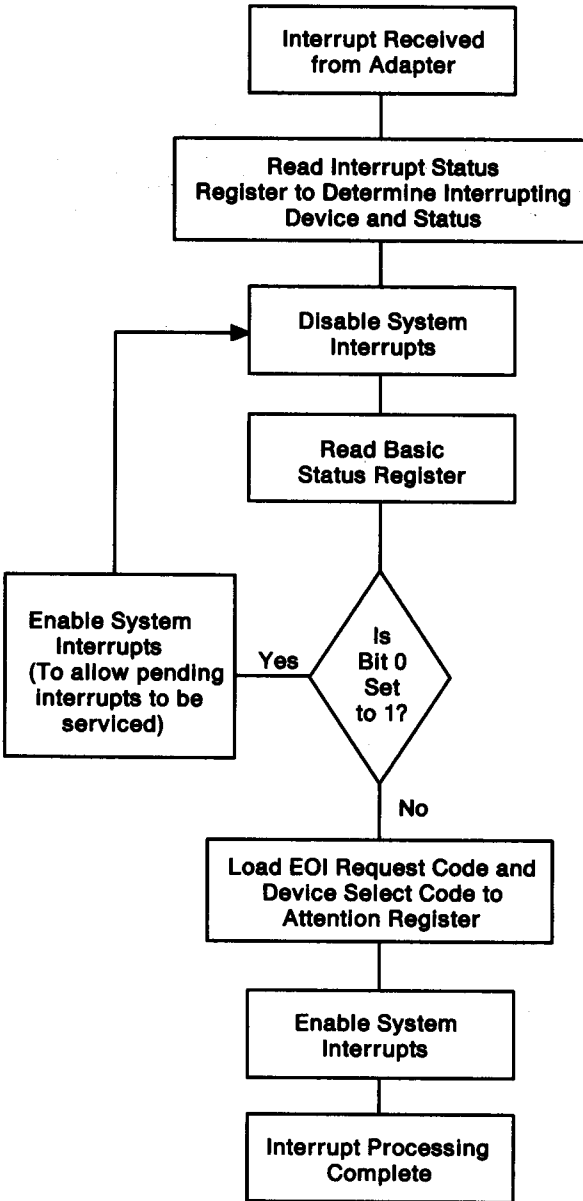 Interrupt Received
from Adapter
Read Interrupt Status
Register to Determine Interrupting
Device and Status
Disable System
Interrupts
Read Basic
Status Register
Is
Bit 0
Set
to 1?
Yes
Enable System
Interrupts
(To allow pending
interrupts to be
serviced)
No
Load EOI Request Code and
Device Select Code to
Attention Register
Enable System
Interrupts
Interrupt Processing
Complete